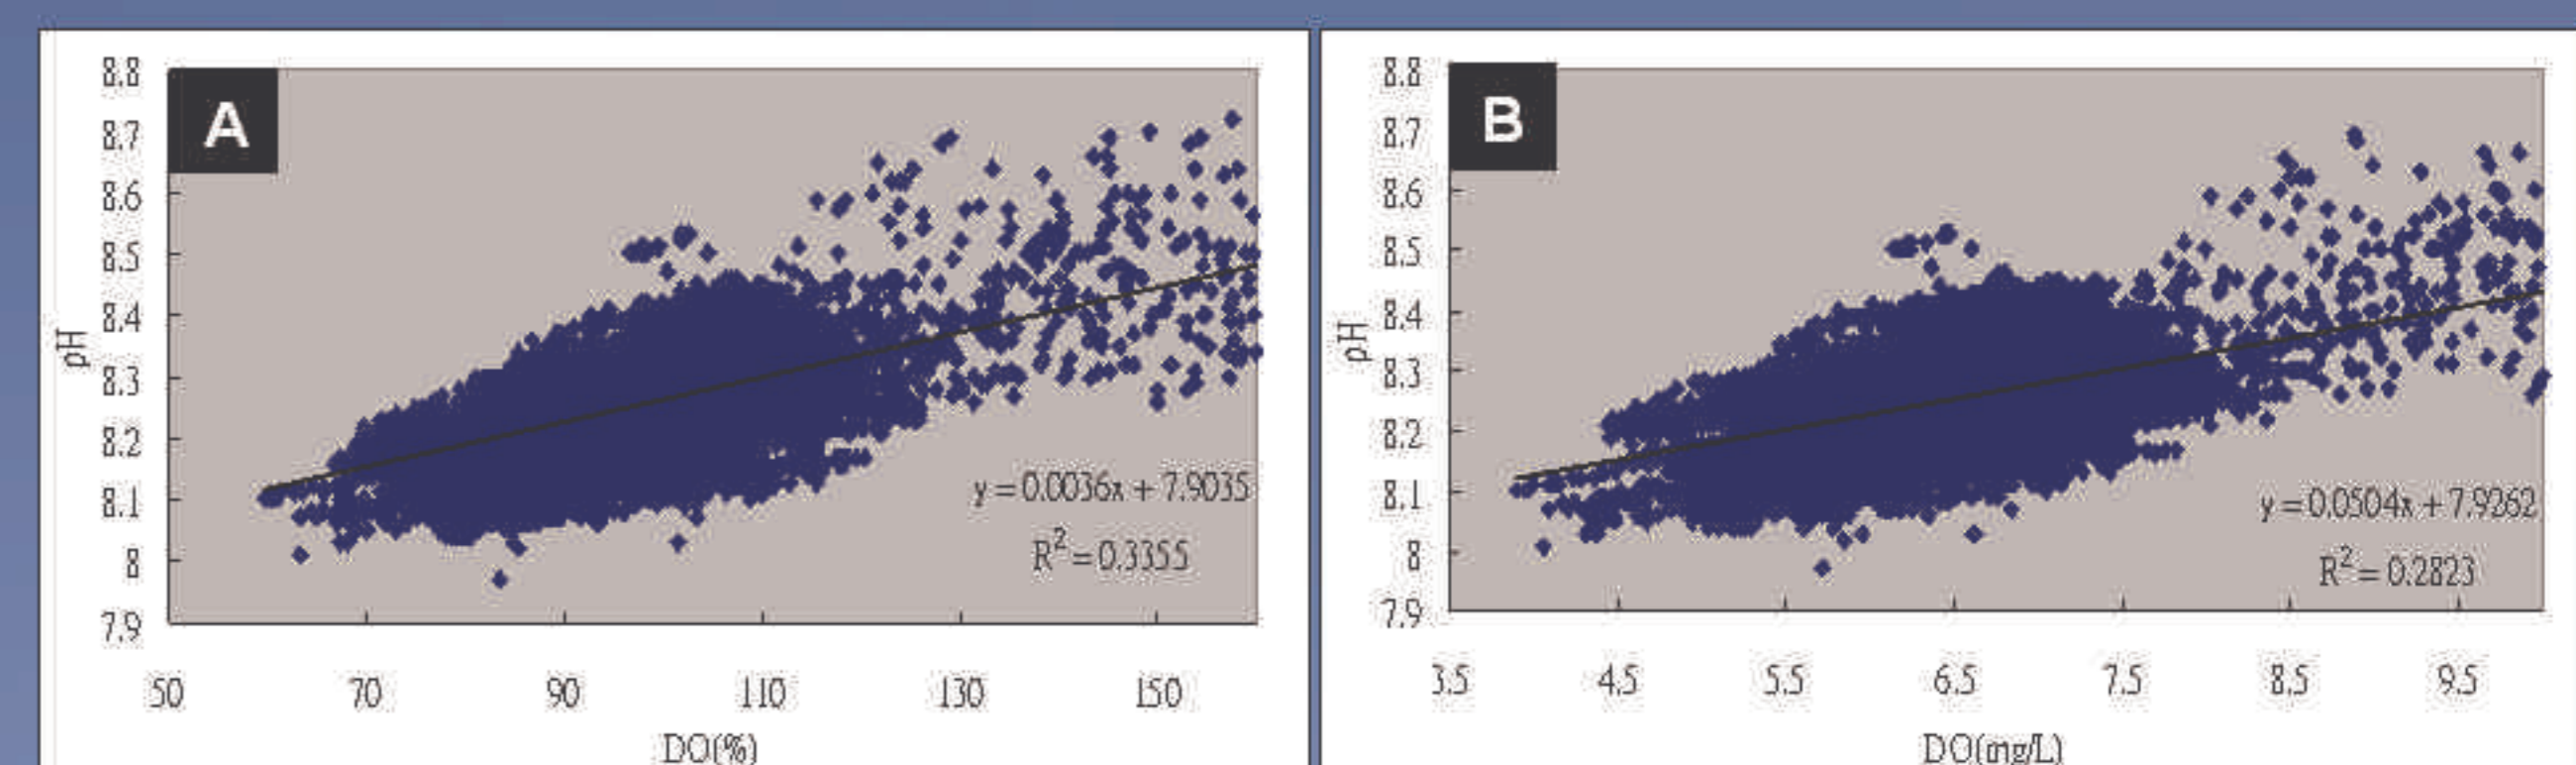 A
8.8
8.7
8.6
8.5
8.4
8.3
8.2
8.1
8
7.9
pH
y = 0.0036x + 7.9035
R² = 0.3355
50 70 90 110 130 150
DO(%)
B
8.8
8.7
8.6
8.5
8.4
8.3
8.2
8.1
8
7.9
pH
y = 0.0504x + 7.9262
R² = 0.2823
3.5 4.5 5.5 6.5 7.5 8.5 9.5
DO(mg/L)